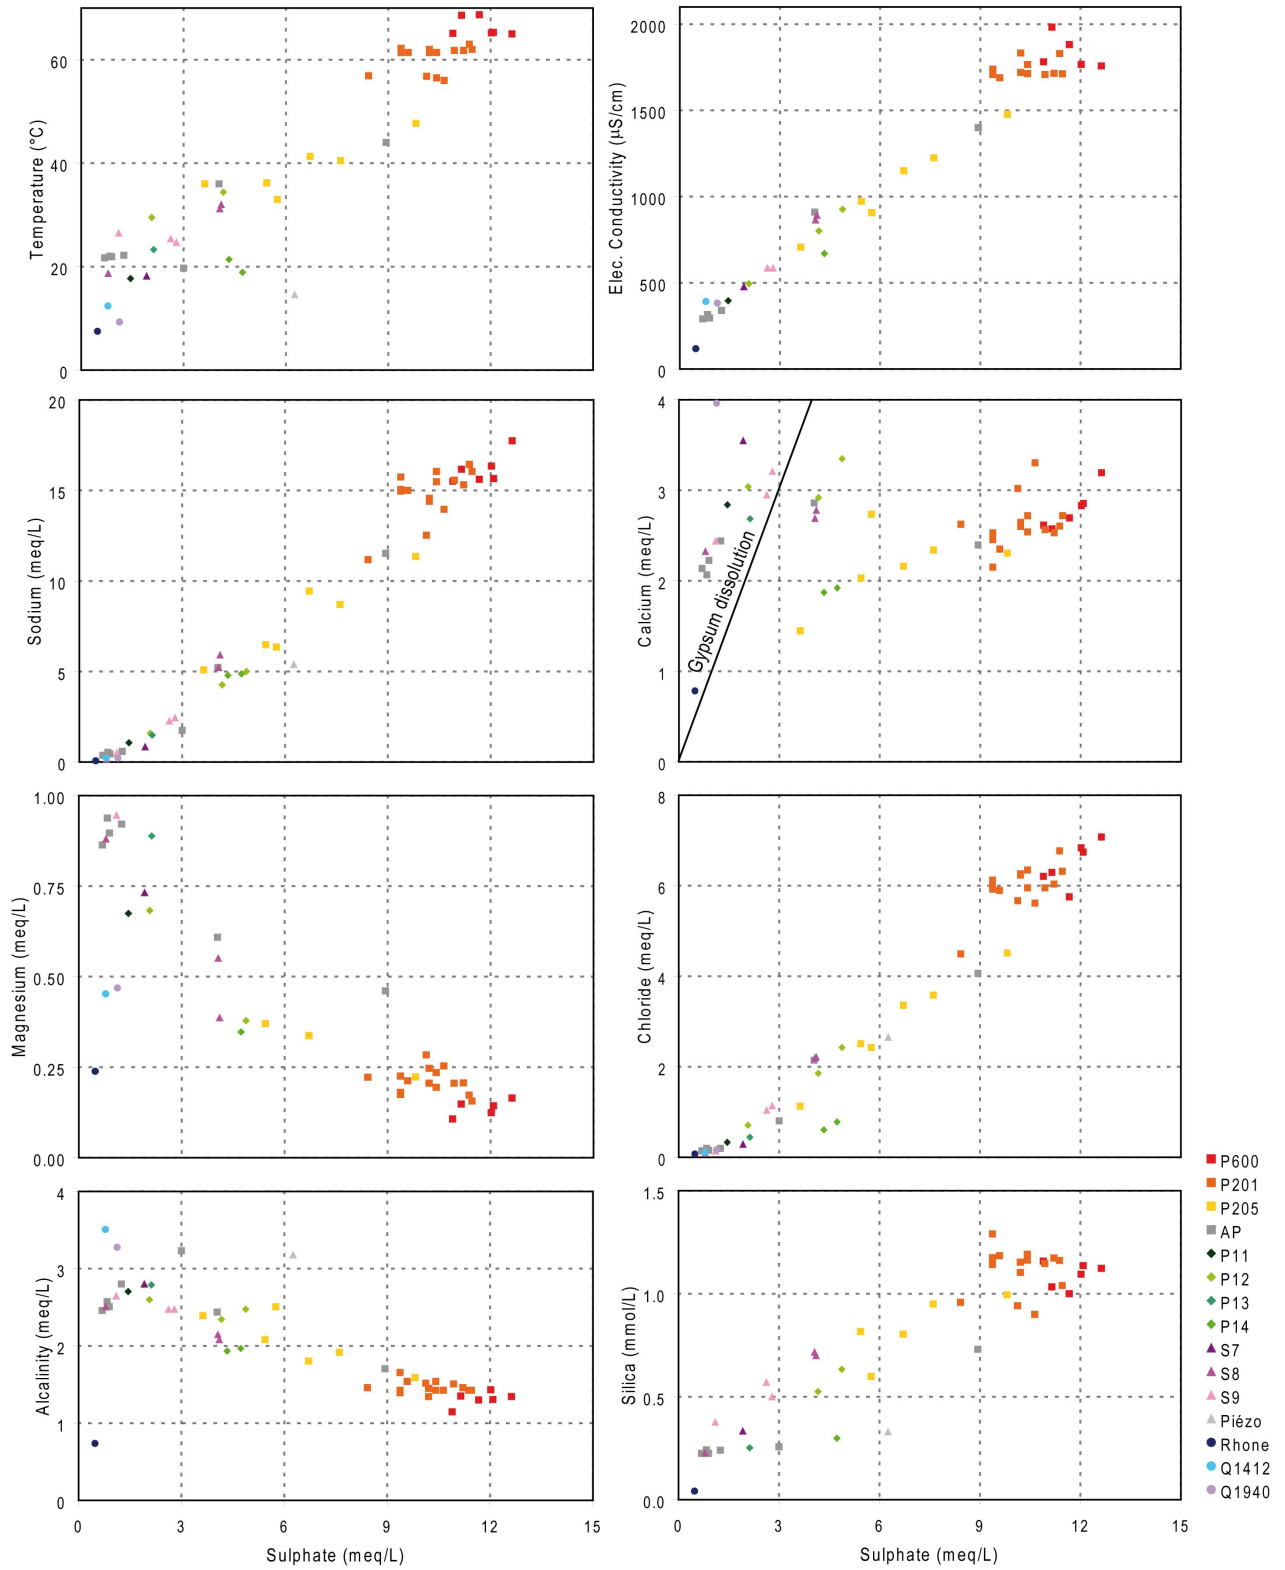 60
40
20
0
Temperature (°C)
2000
1500
1000
500
0
Elec. Conductivity (µS/cm)
20
15
10
5
0
Sodium (meq/L)
4
3
2
1
0
Calcium (meq/L)
Gypsum dissolution
1.00
0.75
0.50
0.25
0.00
Magnesium (meq/L)
8
6
4
2
0
Chloride (meq/L)
4
3
2
1
0
Alcalinity (meq/L)
0 3 6 9 12 15
Sulphate (meq/L)
1.5
1.0
0.5
0.0
Silica (mmol/L)
0 3 6 9 12 15
Sulphate (meq/L)
P600
P201
P205
AP
P11
P12
P13
P14
S7
S8
S9
Piézo
Rhone
Q1412
Q1940